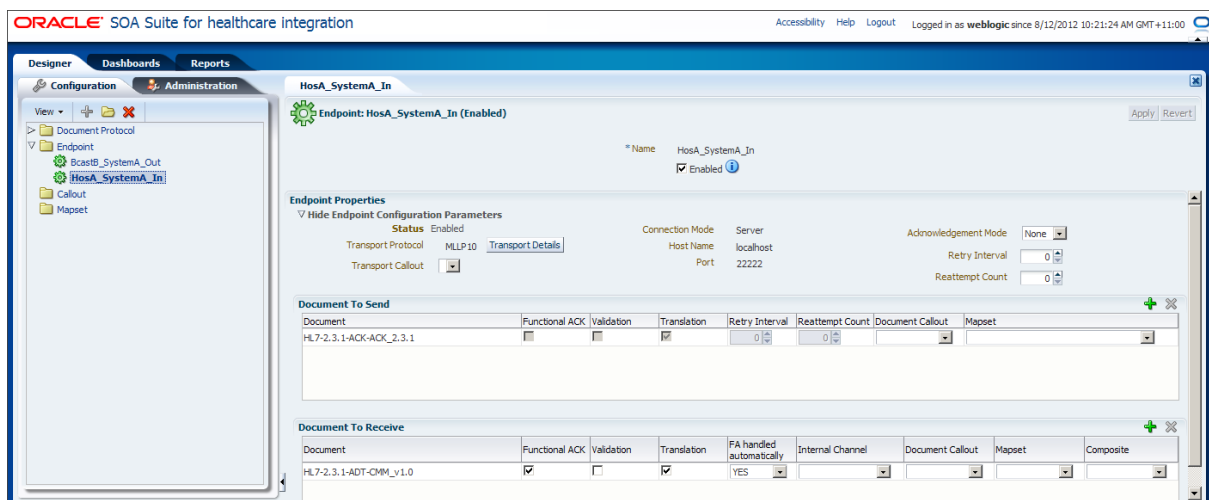 ORACLE SOA Suite for healthcare integration
Accessibility Help Logout Logged in as weblogic since 8/12/2012 10:21:24 AM GMT+11:00
Designer Dashboards Reports
Configuration Administration
View
Document Protocol
Endpoint
BcastB_SystemA_Out
HosA_SystemA_In
Callout
Mapset
HosA_SystemA_In
Endpoint: HosA_SystemA_In (Enabled)
Apply Revert
* Name HosA_SystemA_In
Enabled
Endpoint Properties
Hide Endpoint Configuration Parameters
Status Enabled Connection Mode Server Acknowledgement Mode None
Transport Protocol MLLP10 Transport Details Host Name localhost Retry Interval 0
Transport Callout Port 22222 Reattempt Count 0
Document To Send
Document Functional ACK Validation Translation Retry Interval Reattempt Count Document Callout Mapset
HL7-2.3.1-ACK-ACK_2.3.1 0 0
Document To Receive
Document Functional ACK Validation Translation FA handled automatically Internal Channel Document Callout Mapset Composite
HL7-2.3.1-ADT-CMM_v1.0 YES